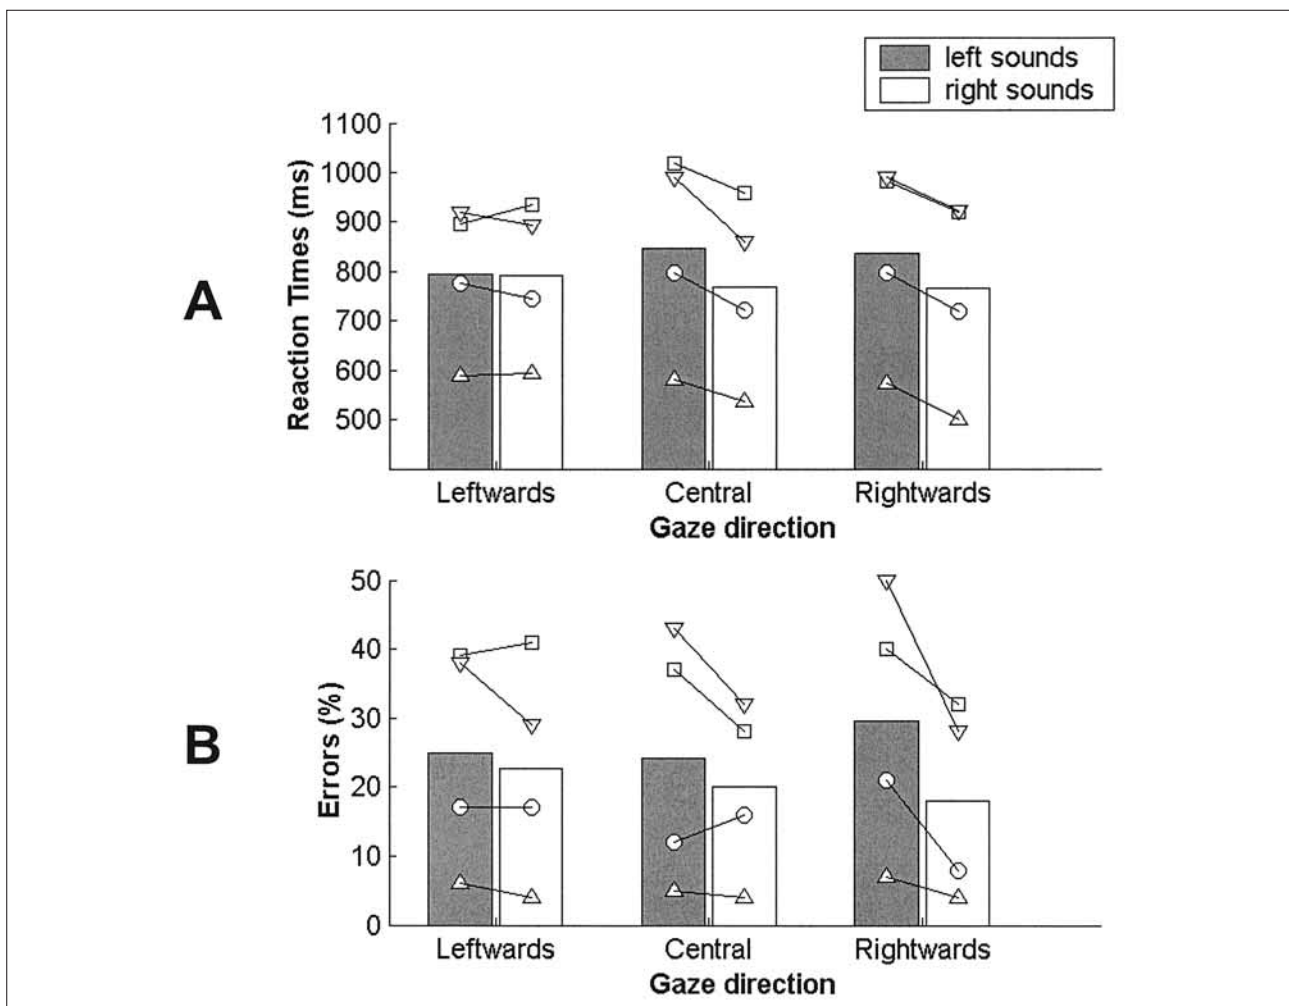 left sounds
right sounds
A
Reaction Times (ms)
1100
1000
900
800
700
600
500
Leftwards Central Rightwards
Gaze direction
B
Errors (%)
50
40
30
20
10
0
Leftwards Central Rightwards
Gaze direction